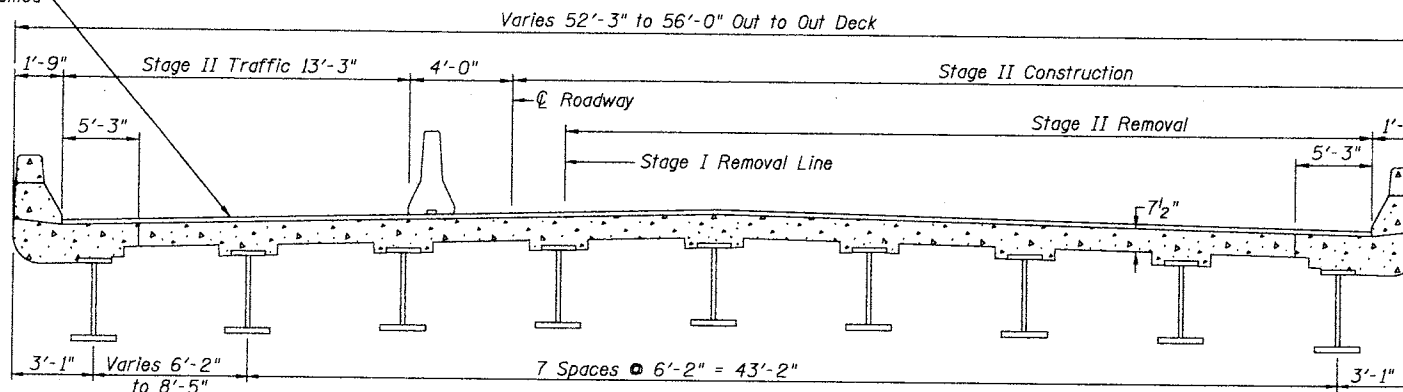 Varies 52'-3" to 56'-0" Out to Out Deck
1'-9"
Stage II Traffic 13'-3"
4'-0"
Stage II Construction
℄ Roadway
5'-3"
Stage II Removal
Stage I Removal Line
5'-3"
7½"
3'-1"
Varies 6'-2"
to 8'-5"
7 Spaces @ 6'-2" = 43'-2"
3'-1"